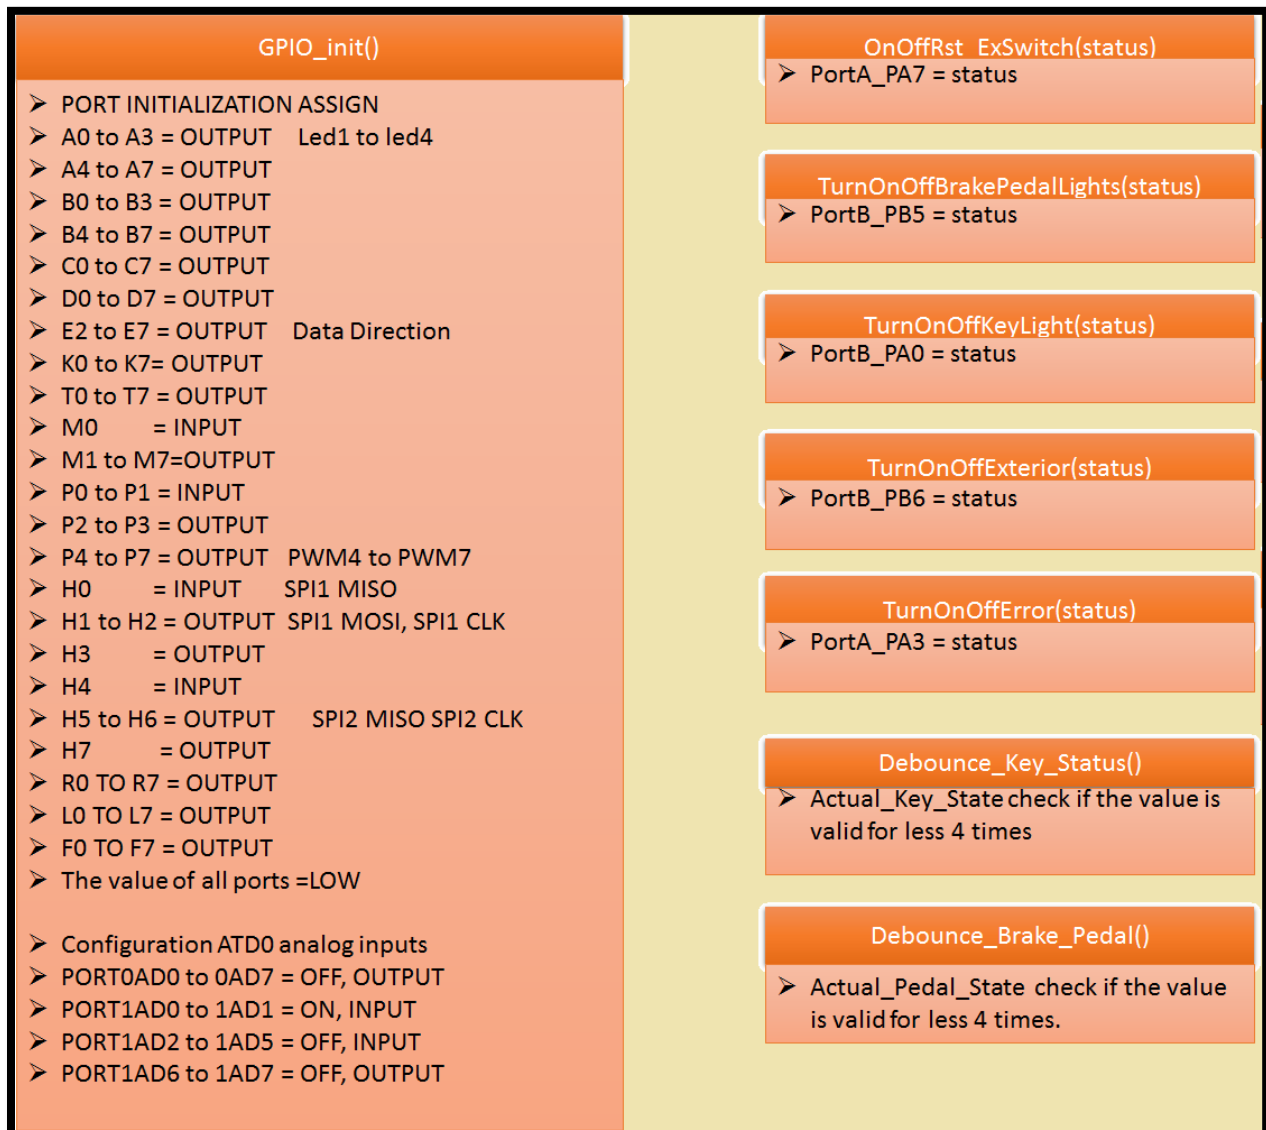 GPIO_init()
➢ PORT INITIALIZATION ASSIGN
➢ A0 to A3 = OUTPUT Led1 to led4
➢ A4 to A7 = OUTPUT
➢ B0 to B3 = OUTPUT
➢ B4 to B7 = OUTPUT
➢ C0 to C7 = OUTPUT
➢ D0 to D7 = OUTPUT
➢ E2 to E7 = OUTPUT Data Direction
➢ K0 to K7= OUTPUT
➢ T0 to T7 = OUTPUT
➢ M0 = INPUT
➢ M1 to M7=OUTPUT
➢ P0 to P1 = INPUT
➢ P2 to P3 = OUTPUT
➢ P4 to P7 = OUTPUT PWM4 to PWM7
➢ H0 = INPUT SPI1 MISO
➢ H1 to H2 = OUTPUT SPI1 MOSI, SPI1 CLK
➢ H3 = OUTPUT
➢ H4 = INPUT
➢ H5 to H6 = OUTPUT SPI2 MISO SPI2 CLK
➢ H7 = OUTPUT
➢ R0 TO R7 = OUTPUT
➢ L0 TO L7 = OUTPUT
➢ F0 TO F7 = OUTPUT
➢ The value of all ports =LOW
➢ Configuration ATD0 analog inputs
➢ PORT0AD0 to 0AD7 = OFF, OUTPUT
➢ PORT1AD0 to 1AD1 = ON, INPUT
➢ PORT1AD2 to 1AD5 = OFF, INPUT
➢ PORT1AD6 to 1AD7 = OFF, OUTPUT
OnOffRst_ExSwitch(status)
➢ PortA_PA7 = status
TurnOnOffBrakePedalLights(status)
➢ PortB_PB5 = status
TurnOnOffKeyLight(status)
➢ PortB_PA0 = status
TurnOnOffExterior(status)
➢ PortB_PB6 = status
TurnOnOffError(status)
➢ PortA_PA3 = status
Debounce_Key_Status()
➢ Actual_Key_State check if the value is
valid for less 4 times
Debounce_Brake_Pedal()
➢ Actual_Pedal_State check if the value
is valid for less 4 times.